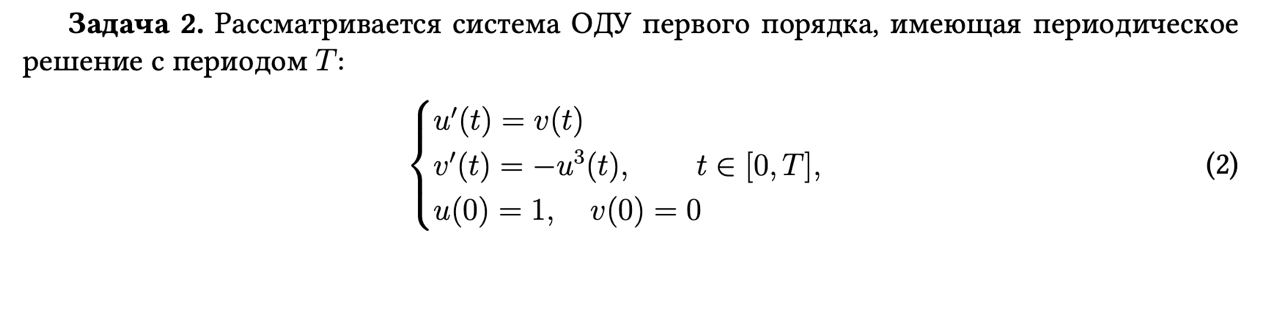 Задача 2. Рассматривается система ОДУ первого порядка, имеющая периодическое
решение с периодом T:
u′(t) = v(t)
v′(t) = −u³(t), t ∈ [0, T], (2)
u(0) = 1, v(0) = 0